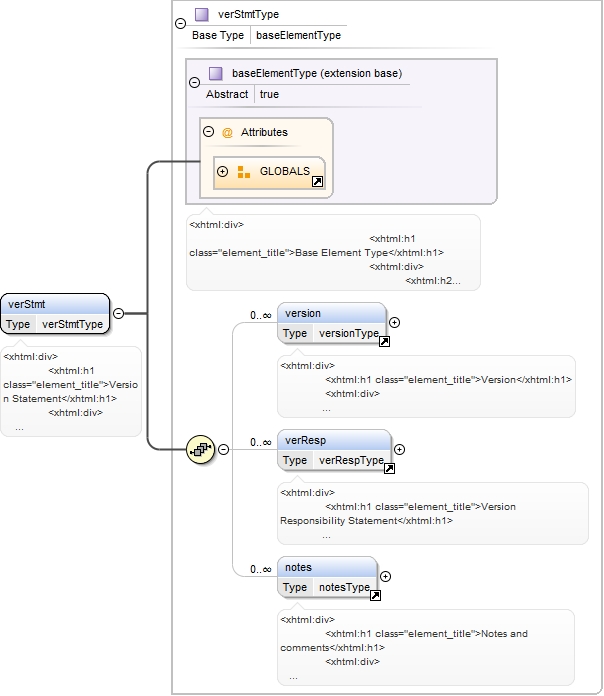 verStmtType
Base Type baseElementType
baseElementType (extension base)
Abstract true
@ Attributes
GLOBALS
<xhtml:div>
<xhtml:h1
class="element_title">Base Element Type</xhtml:h1>
<xhtml:div>
<xhtml:h2...
verStmt
Type verStmtType
<xhtml:div>
<xhtml:h1
class="element_title">Versio
n Statement</xhtml:h1>
<xhtml:div>
...
0..∞ version
Type versionType
<xhtml:div>
<xhtml:h1 class="element_title">Version</xhtml:h1>
<xhtml:div>
...
0..∞ verResp
Type verRespType
<xhtml:div>
<xhtml:h1 class="element_title">Version
Responsibility Statement</xhtml:h1>
...
0..∞ notes
Type notesType
<xhtml:div>
<xhtml:h1 class="element_title">Notes and
comments</xhtml:h1>
<xhtml:div>
...